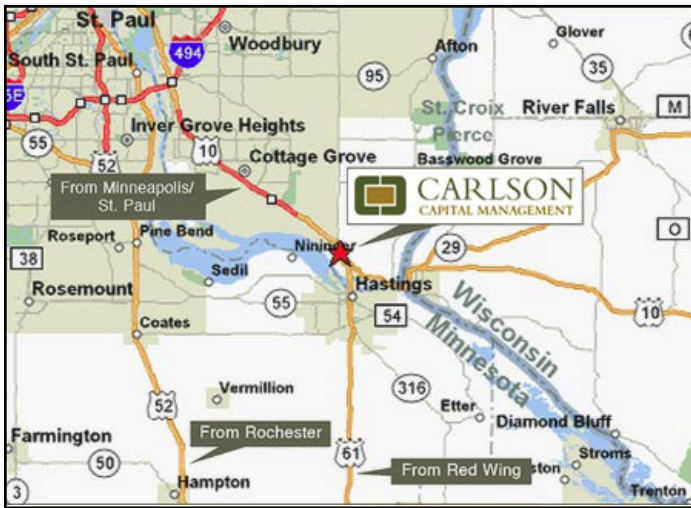 St. Paul
Woodbury
494
South St. Paul
Afton
Glover
95
35
5E
55
52
Inver Grove Heights
10
St. Croix
Pierce
River Falls
M
Cottage Grove
Basswood Grove
From Minneapolis/
St. Paul
CARLSON
CAPITAL MANAGEMENT
Roseport
Pine Bend
Nininger
29
O
38
Sedil
Rosemount
55
Hastings
54
Wisconsin
Minnesota
10
Coates
316
Vermillion
52
Etter
Diamond Bluff
From Rochester
Farmington
50
61
From Red Wing
ston
Stroms
3
Hampton
Trenton